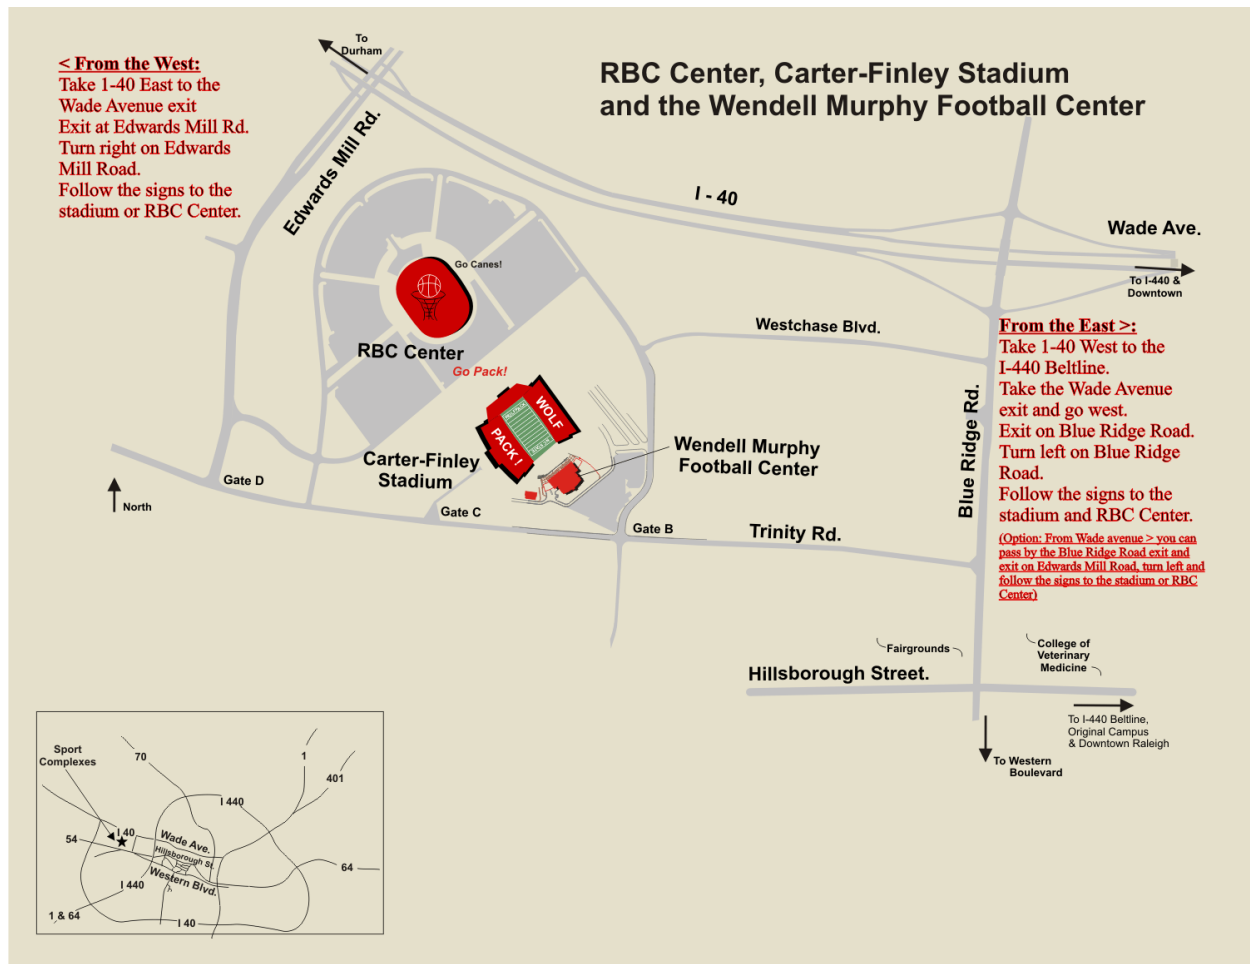 To
Durham
RBC Center, Carter-Finley Stadium
and the Wendell Murphy Football Center
< From the West:
Take 1-40 East to the
Wade Avenue exit
Exit at Edwards Mill Rd.
Turn right on Edwards
Mill Road.
Follow the signs to the
stadium or RBC Center.
Edwards Mill Rd.
I - 40
Wade Ave.
To I-440 &
Downtown
Go Canes!
RBC Center
Go Pack!
Westchase Blvd.
From the East >:
Take 1-40 West to the
I-440 Beltline.
Take the Wade Avenue
exit and go west.
Exit on Blue Ridge Road.
Turn left on Blue Ridge
Road.
Follow the signs to the
stadium and RBC Center.
(Option: From Wade avenue > you can
pass by the Blue Ridge Road exit and
exit on Edwards Mill Road, turn left and
follow the signs to the stadium or RBC
Center)
Blue Ridge Rd.
WOLF
PACK !
Carter-Finley
Stadium
Wendell Murphy
Football Center
Gate D
Gate C
Gate B
Trinity Rd.
North
Fairgrounds
College of
Veterinary
Medicine
Hillsborough Street.
To I-440 Beltline,
Original Campus
& Downtown Raleigh
To Western
Boulevard
Sport
Complexes
70
1
401
I 440
I 40
54
Wade Ave.
Hillsborough St.
Western Blvd.
64
I 440
1 & 64
I 40